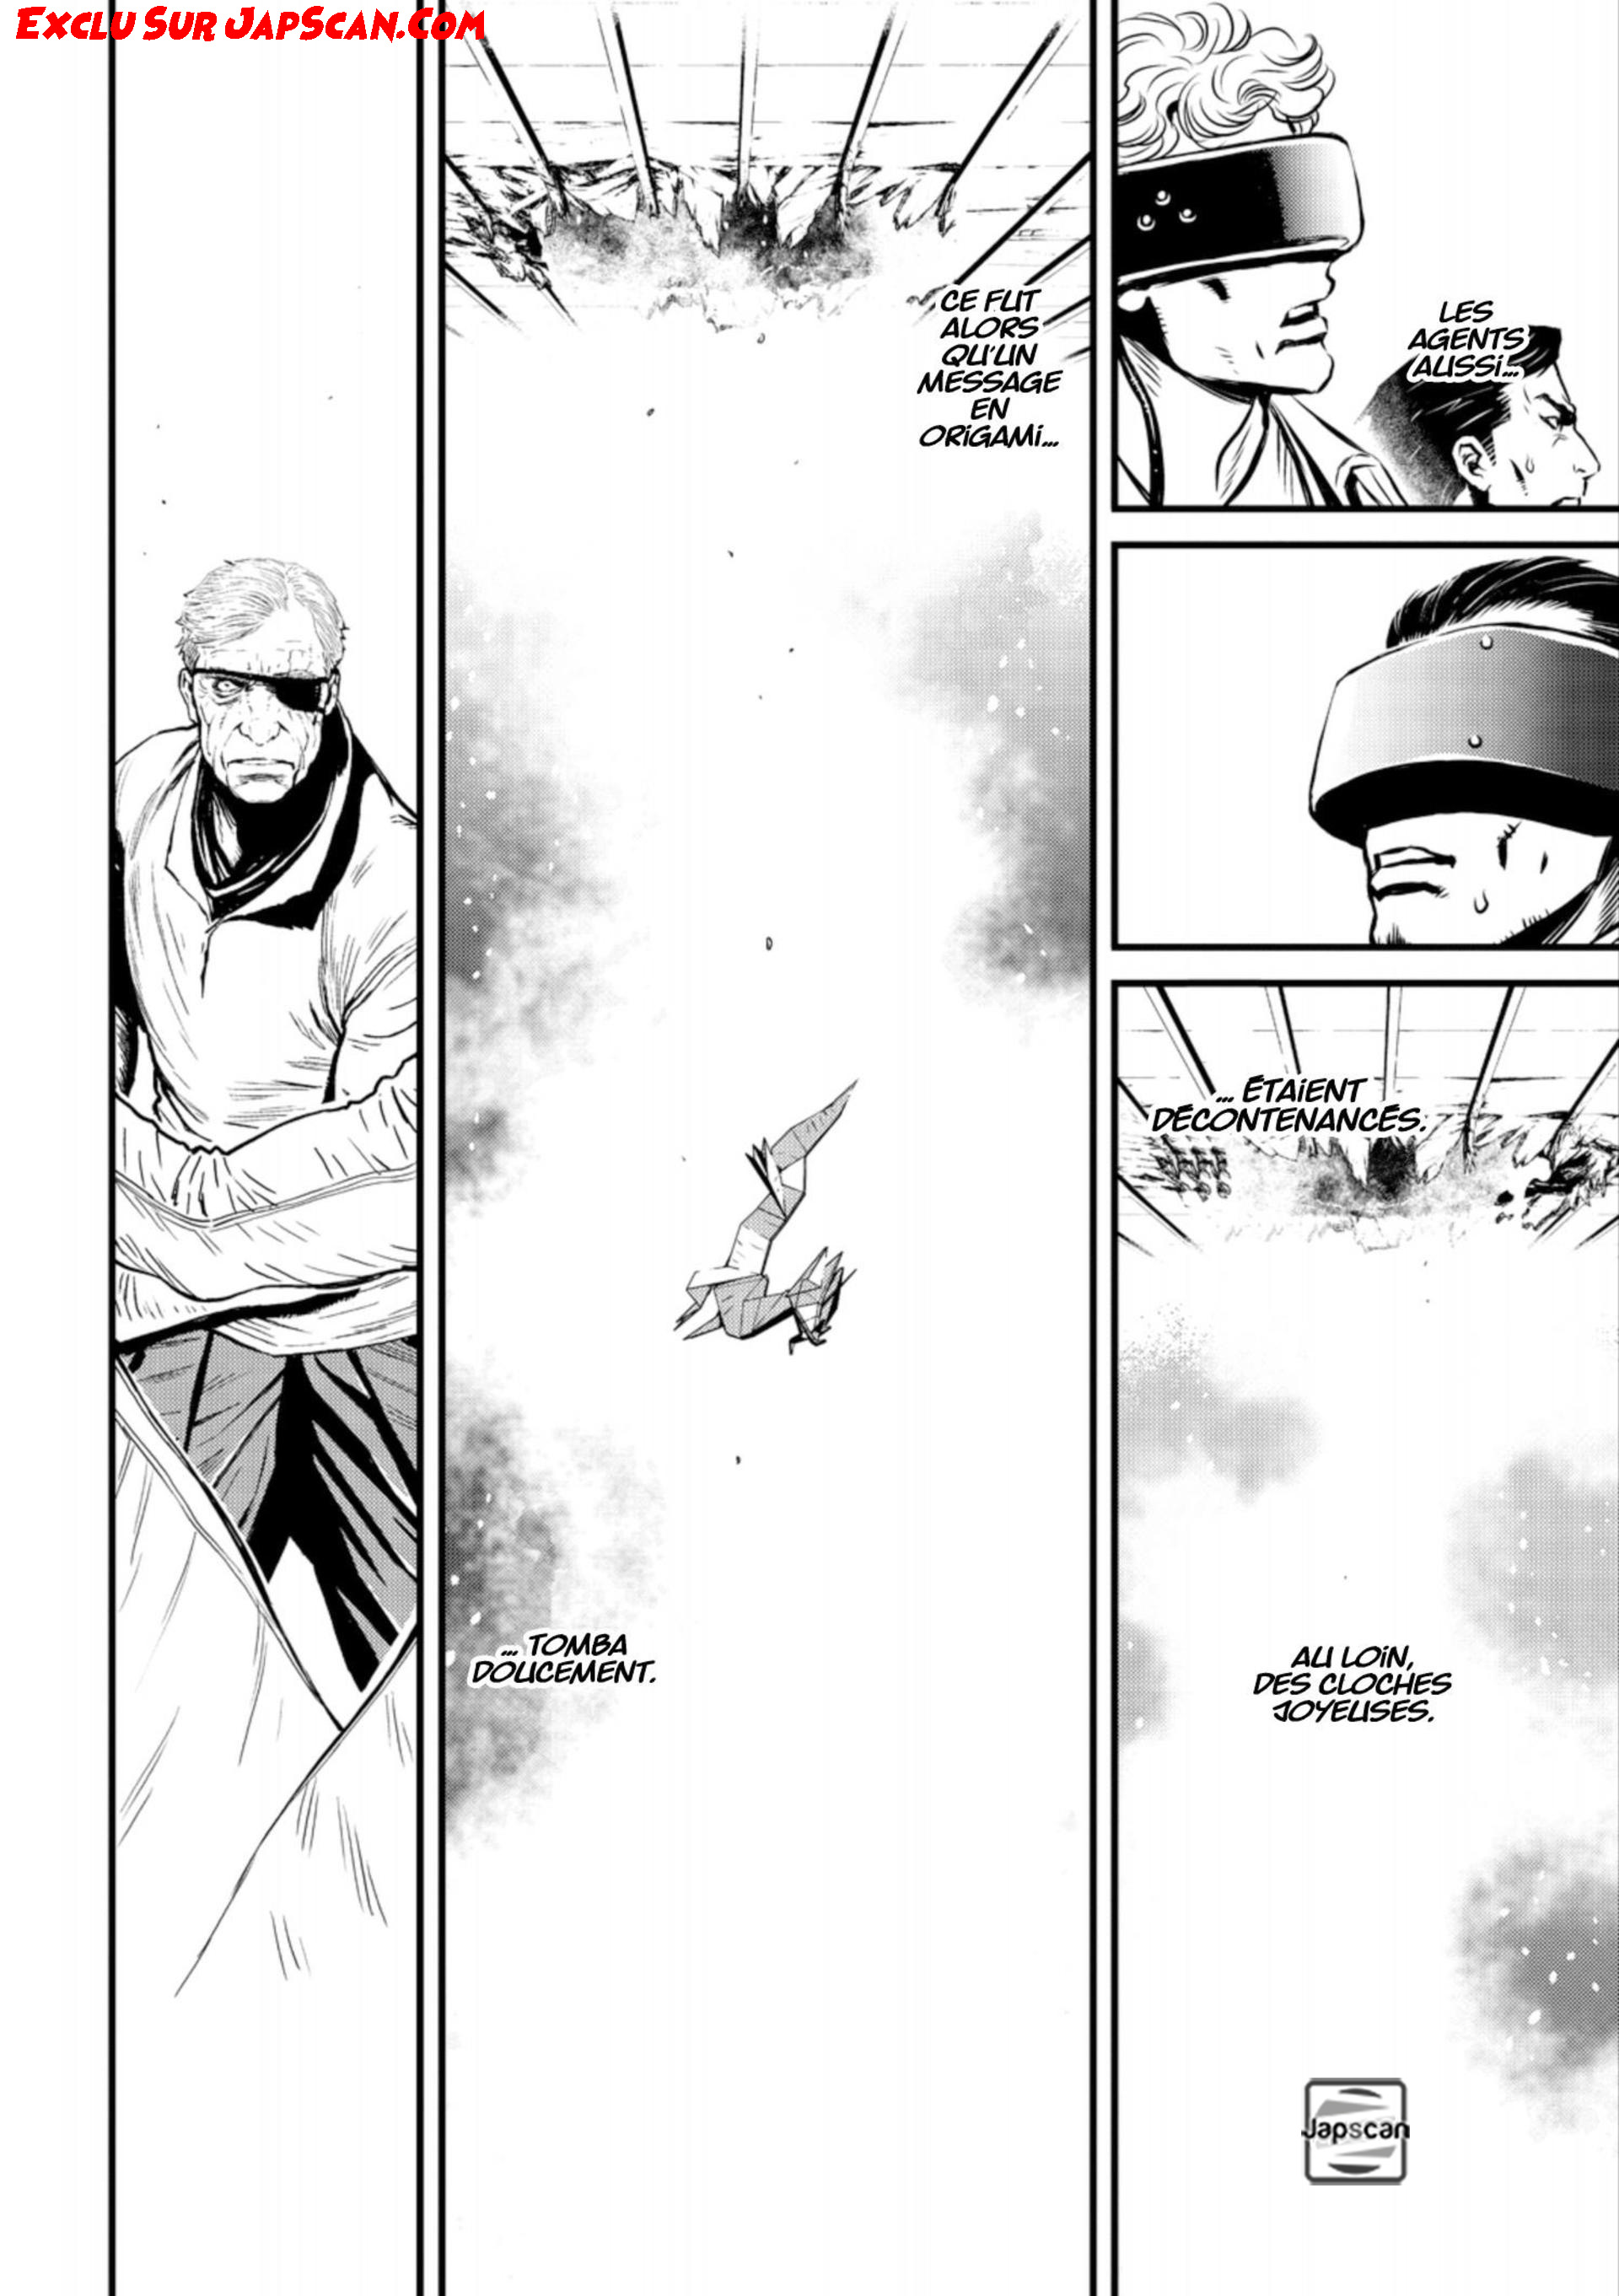 EXCLU SUR JAPSCAN.COM
LES
AGENTS
AUSSI...
... ÉTAIENT
DÉCONTENANCÉS.
AU LOIN,
DES CLOCHES
JOYEUSES.
CE FUT
ALORS
QU'UN
MESSAGE
EN
ORIGAMI...
... TOMBA
DOUCEMENT.
Japscan